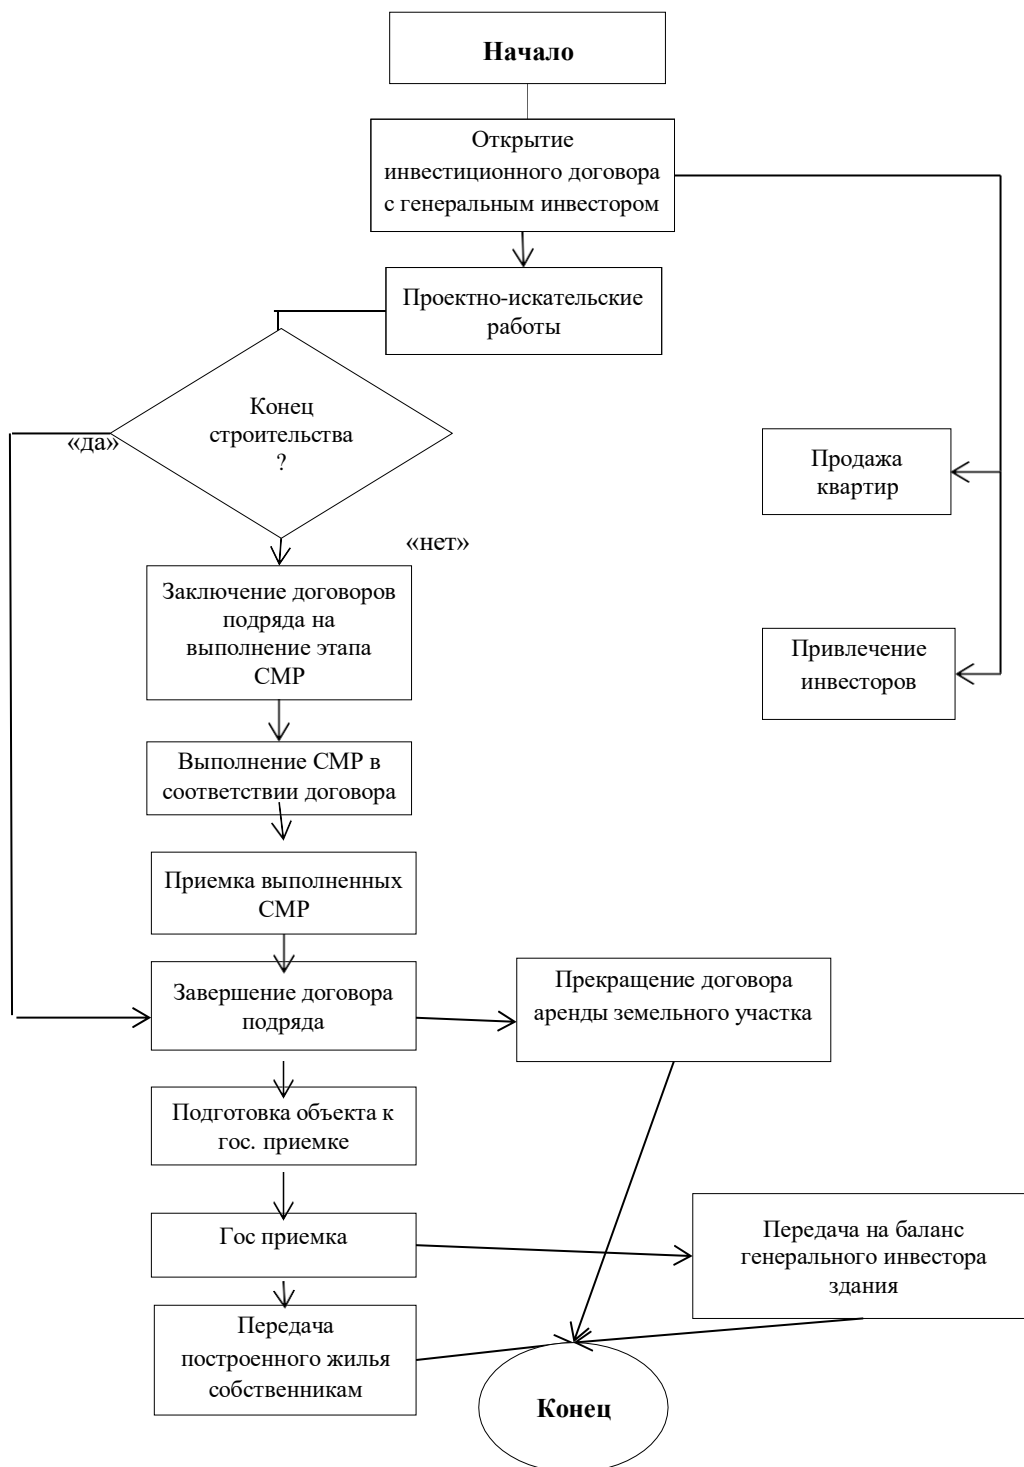 Начало
Открытие
инвестиционного договора
с генеральным инвестором
Проектно-искательские
работы
Конец
строительства
?
«да»
«нет»
Продажа
квартир
Заключение договоров
подряда на
выполнение этапа
СМР
Привлечение
инвесторов
Выполнение СМР в
соответствии договора
Приемка выполненных
СМР
Завершение договора
подряда
Прекращение договора
аренды земельного участка
Подготовка объекта к
гос. приемке
Гос приемка
Передача на баланс
генерального инвестора
здания
Передача
построенного жилья
собственникам
Конец